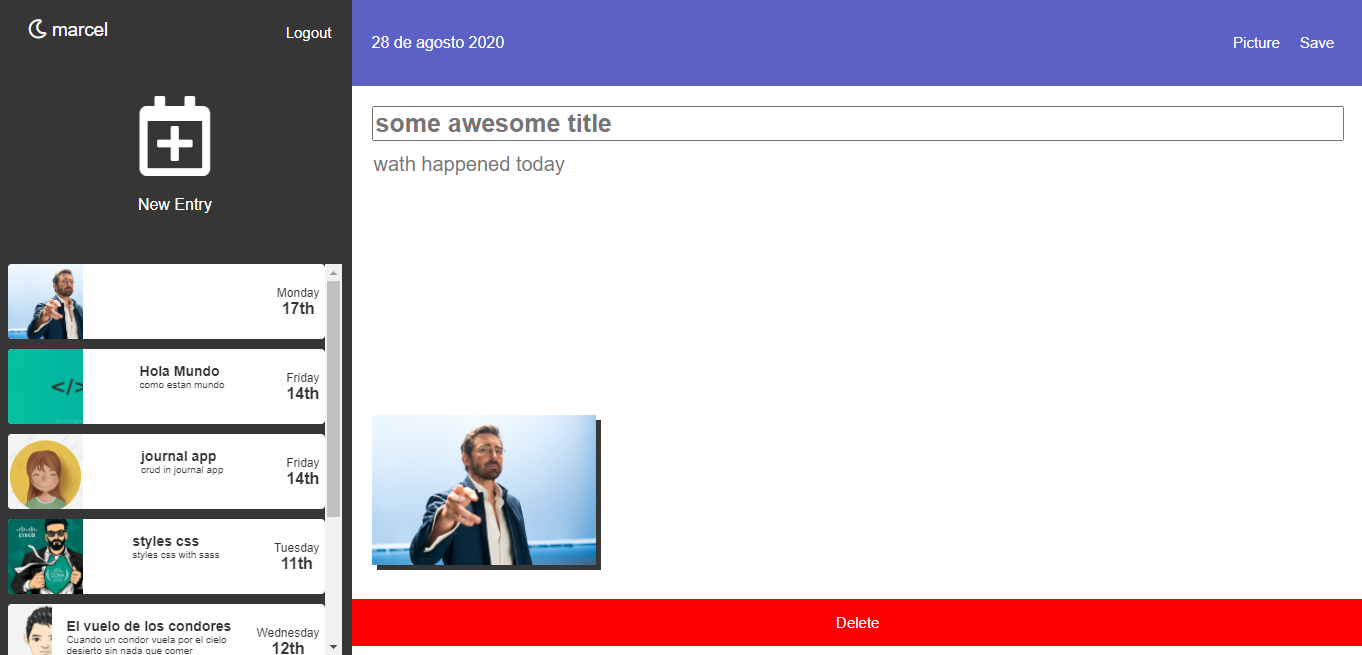 marcel
Logout
New Entry
Monday
17th
Hola Mundo
como estan mundo
Friday
14th
</>
journal app
crud in journal app
Friday
14th
CISCO
styles css
styles css with sass
Tuesday
11th
El vuelo de los condores
Cuando un condor vuela por el cielo
desierto sin nada que comer
Wednesday
12th
28 de agosto 2020
Picture
Save
some awesome title
wath happened today
Delete